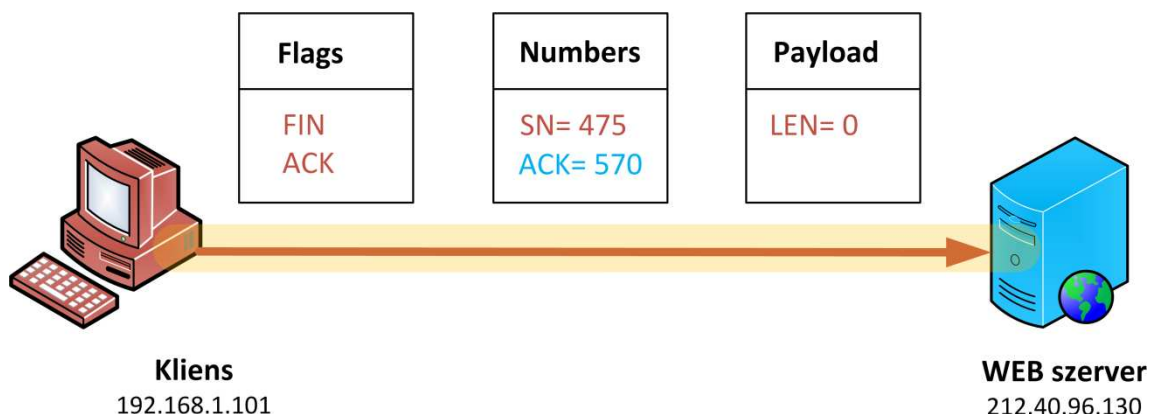 Flags
FIN
ACK
Numbers
SN= 475
ACK= 570
Payload
LEN= 0
Kliens
192.168.1.101
WEB szerver
212.40.96.130